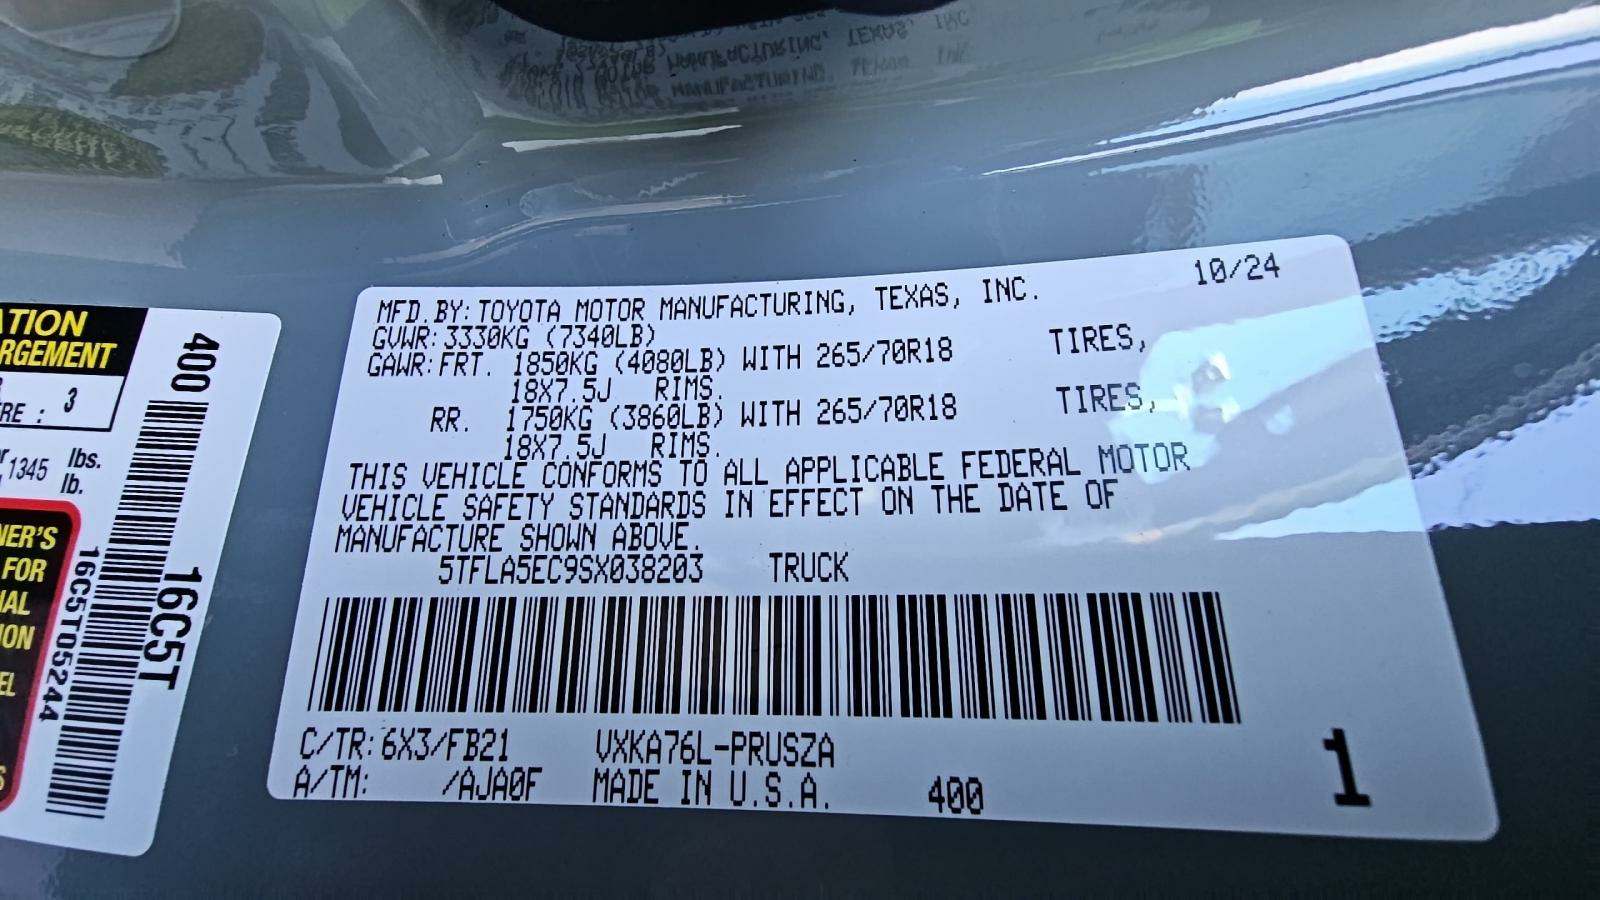 10/24
MFD.BY: TOYOTA MOTOR MANUFACTURING, TEXAS, INC.
GVWR: 3330KG (7340LB)
GAWR: FRT. 1850KG (4080LB) WITH 265/70R18 TIRES,
18X7.5J RIMS.
RR. 1750KG (3860LB) WITH 265/70R18 TIRES,
18X7.5J RIMS.
THIS VEHICLE CONFORMS TO ALL APPLICABLE FEDERAL MOTOR
VEHICLE SAFETY STANDARDS IN EFFECT ON THE DATE OF
MANUFACTURE SHOWN ABOVE.
5TFLA5EC9SX038203 TRUCK
C/TR: 6X3/FB21 VXKA76L-PRUSZA
A/TM: /AJA0F MADE IN U.S.A. 400
1
ATION
RGEMENT
ERE : 3
1345 lbs.
lb.
NER'S
FOR
IAL
ION
EL
S
400
16C5T
16C5T05244